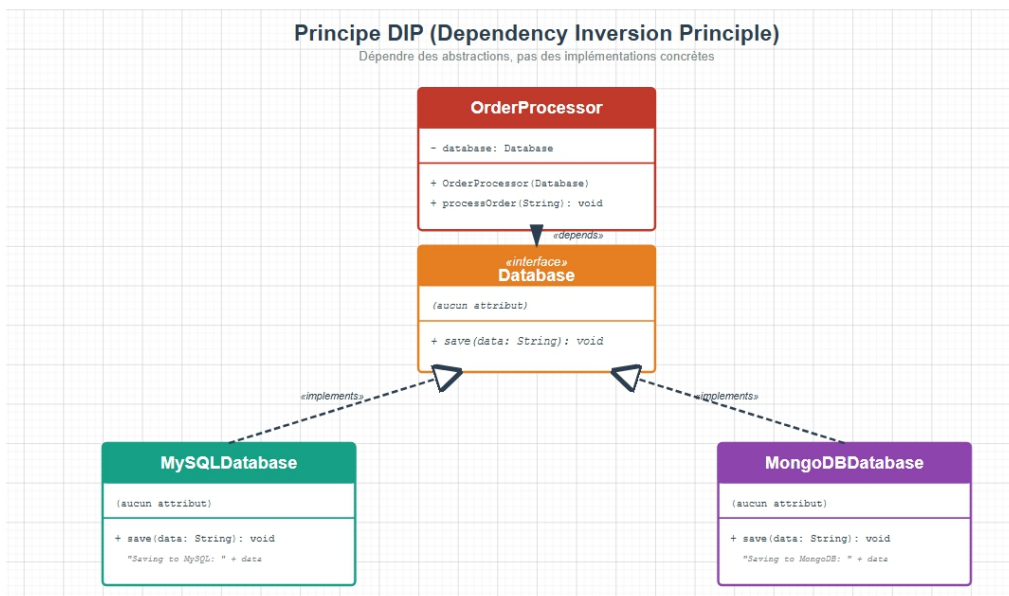 Principe DIP (Dependency Inversion Principle)
Dépendre des abstractions, pas des implémentations concrètes
OrderProcessor
- database: Database
+ OrderProcessor(Database)
+ processOrder(String): void
«depends»
«interface»
Database
(aucun attribut)
+ save(data: String): void
«implements»
«implements»
MySQLDatabase
(aucun attribut)
+ save(data: String): void
"Saving to MySQL: " + data
MongoDBDatabase
(aucun attribut)
+ save(data: String): void
"Saving to MongoDB: " + data